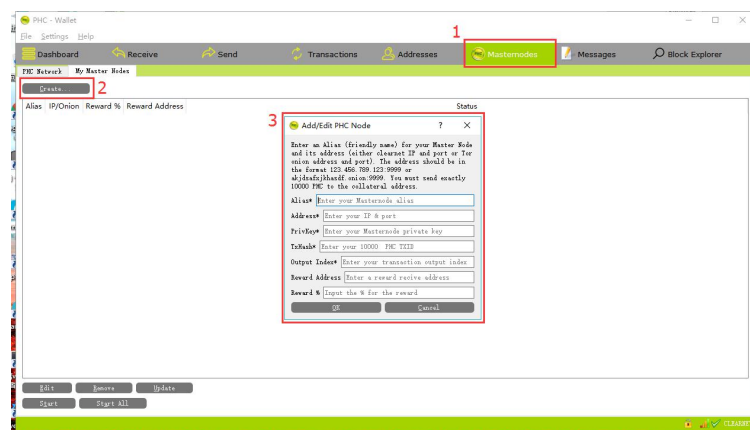 PHC - Wallet
File Settings Help
1
Dashboard Receive Send Transactions Addresses Masternodes Messages Block Explorer
PHC Network My Master Nodes
Create... 2
Alias IP/Onion Reward % Reward Address Status
3 Add/Edit PHC Node ? X
Enter an Alias (friendly name) for your Master Node
and its address (either clearnet IP and port or Tor
onion address and port). The address should be in
the format 123.456.789.123:9999 or
akjdsafxjkhasdf.onion:9999. You must send exactly
10000 PHC to the collateral address.
Alias* Enter your Masternode alias
Address* Enter your IP & port
PrivKey* Enter your Masternode private key
TxHash* Enter your 10000 PHC TXID
Output Index* Enter your transaction output index
Reward Address Enter a reward recive address
Reward % Input the % for the reward
OK Cancel
Edit Remove Update
Start Start All
CLEARNET